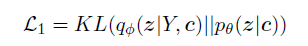 ℒ₁ = KL(q_ϕ(z|Y, c)||p_θ(z|c))